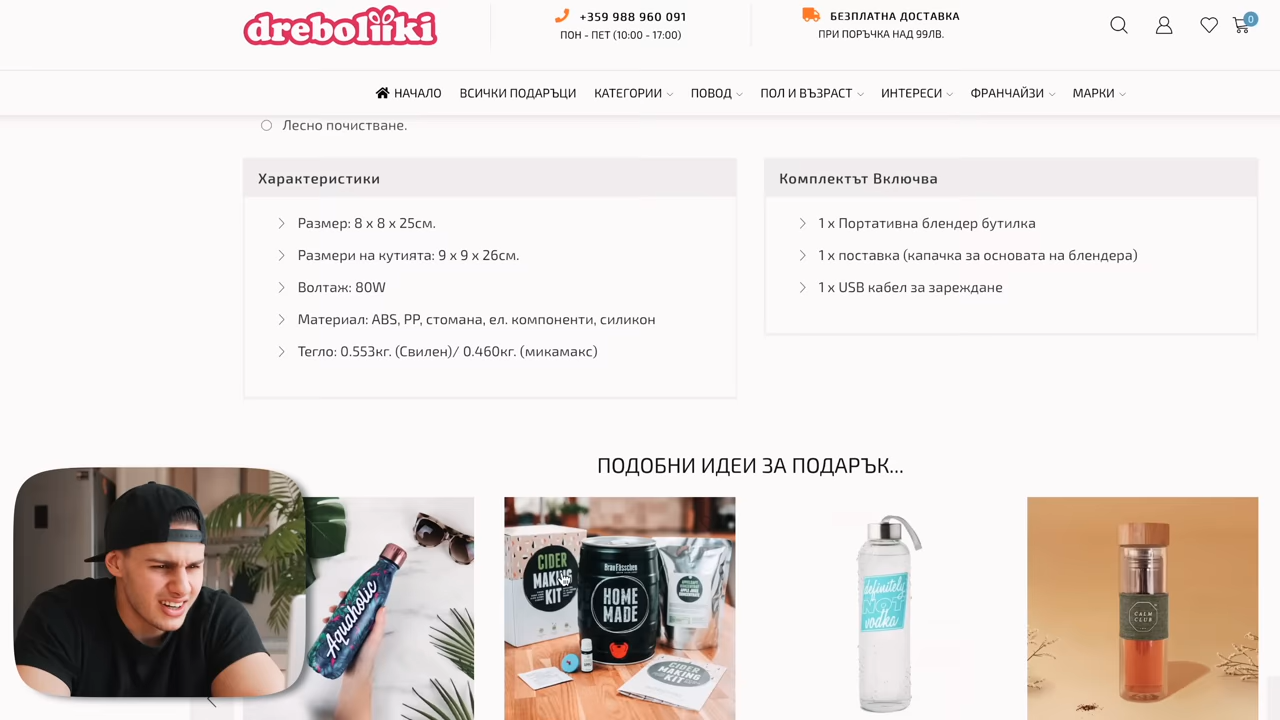 dreboliiki
+359 988 960 091
ПОН - ПЕТ (10:00 - 17:00)
БЕЗПЛАТНА ДОСТАВКА
ПРИ ПОРЪЧКА НАД 99ЛВ.
0
НАЧАЛО ВСИЧКИ ПОДАРЪЦИ КАТЕГОРИИ ПОВОД ПОЛ И ВЪЗРАСТ ИНТЕРЕСИ ФРАНЧАЙЗИ МАРКИ
Лесно почистване.
Характеристики
Размер: 8 x 8 x 25см.
Размери на кутията: 9 x 9 x 26см.
Волтаж: 80W
Материал: ABS, PP, стомана, ел. компоненти, силикон
Тегло: 0.553кг. (Свилен)/ 0.460кг. (микамакс)
Комплектът Включва
1 x Портативна блендер бутилка
1 x поставка (капачка за основата на блендера)
1 x USB кабел за зареждане
ПОДОБНИ ИДЕИ ЗА ПОДАРЪК...
Aquaholic
CIDER
MAKING
KIT
BrauFässchen
HOME
MADE
CIDER
MAKING
KIT
definitely
NOT
vodka
CALM
CLUB